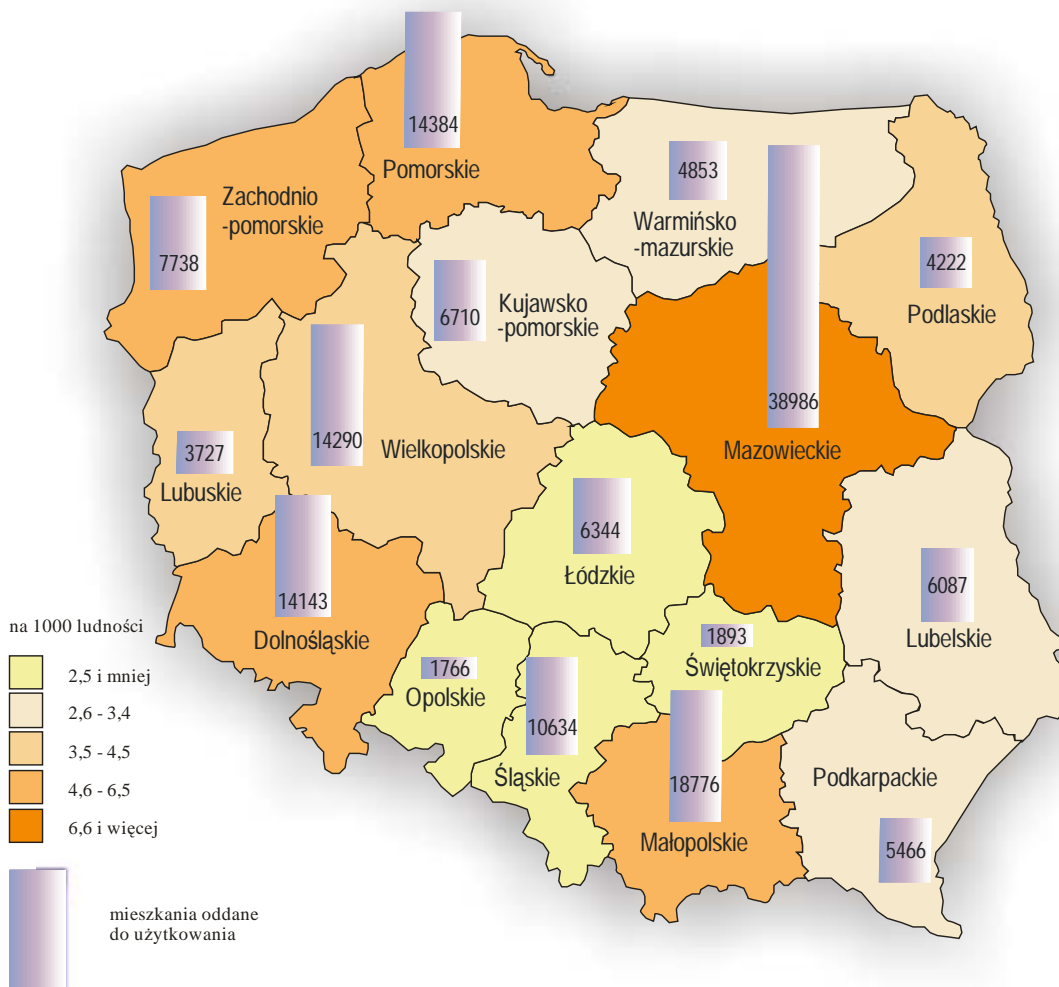 14384
Pomorskie
4853
Warmińsko
-mazurskie
Zachodnio
-pomorskie
7738
4222
Podlaskie
6710
Kujawsko
-pomorskie
38986
Mazowieckie
14290
Wielkopolskie
3727
Lubuskie
6344
Łódzkie
6087
Lubelskie
14143
Dolnośląskie
1893
Świętokrzyskie
1766
Opolskie
10634
Śląskie
18776
Małopolskie
Podkarpackie
5466
na 1000 ludności
2,5 i mniej
2,6 - 3,4
3,5 - 4,5
4,6 - 6,5
6,6 i więcej
mieszkania oddane
do użytkowania